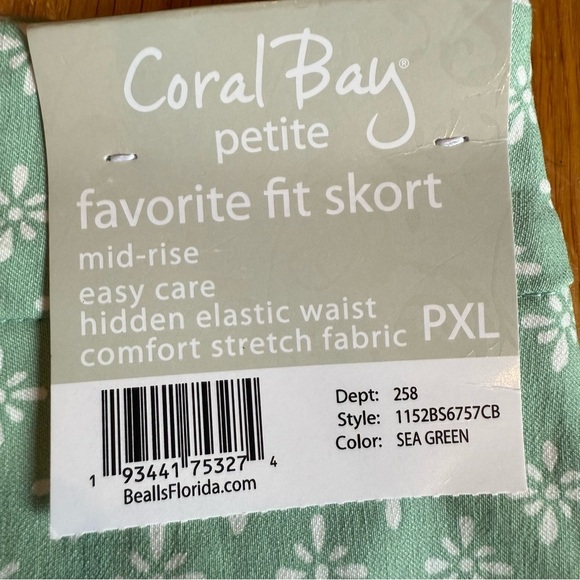 Coral Bay®
petite
favorite fit skort
mid-rise
easy care
hidden elastic waist
comfort stretch fabric PXL
Dept: 258
Style: 1152BS6757CB
Color: SEA GREEN
1 93441 75327 4
BeallsFlorida.com